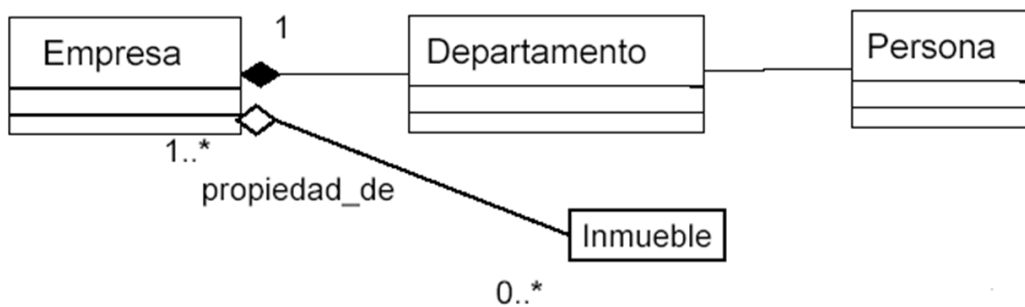 1
Empresa
Departamento
Persona
1..*
propiedad_de
Inmueble
0..*